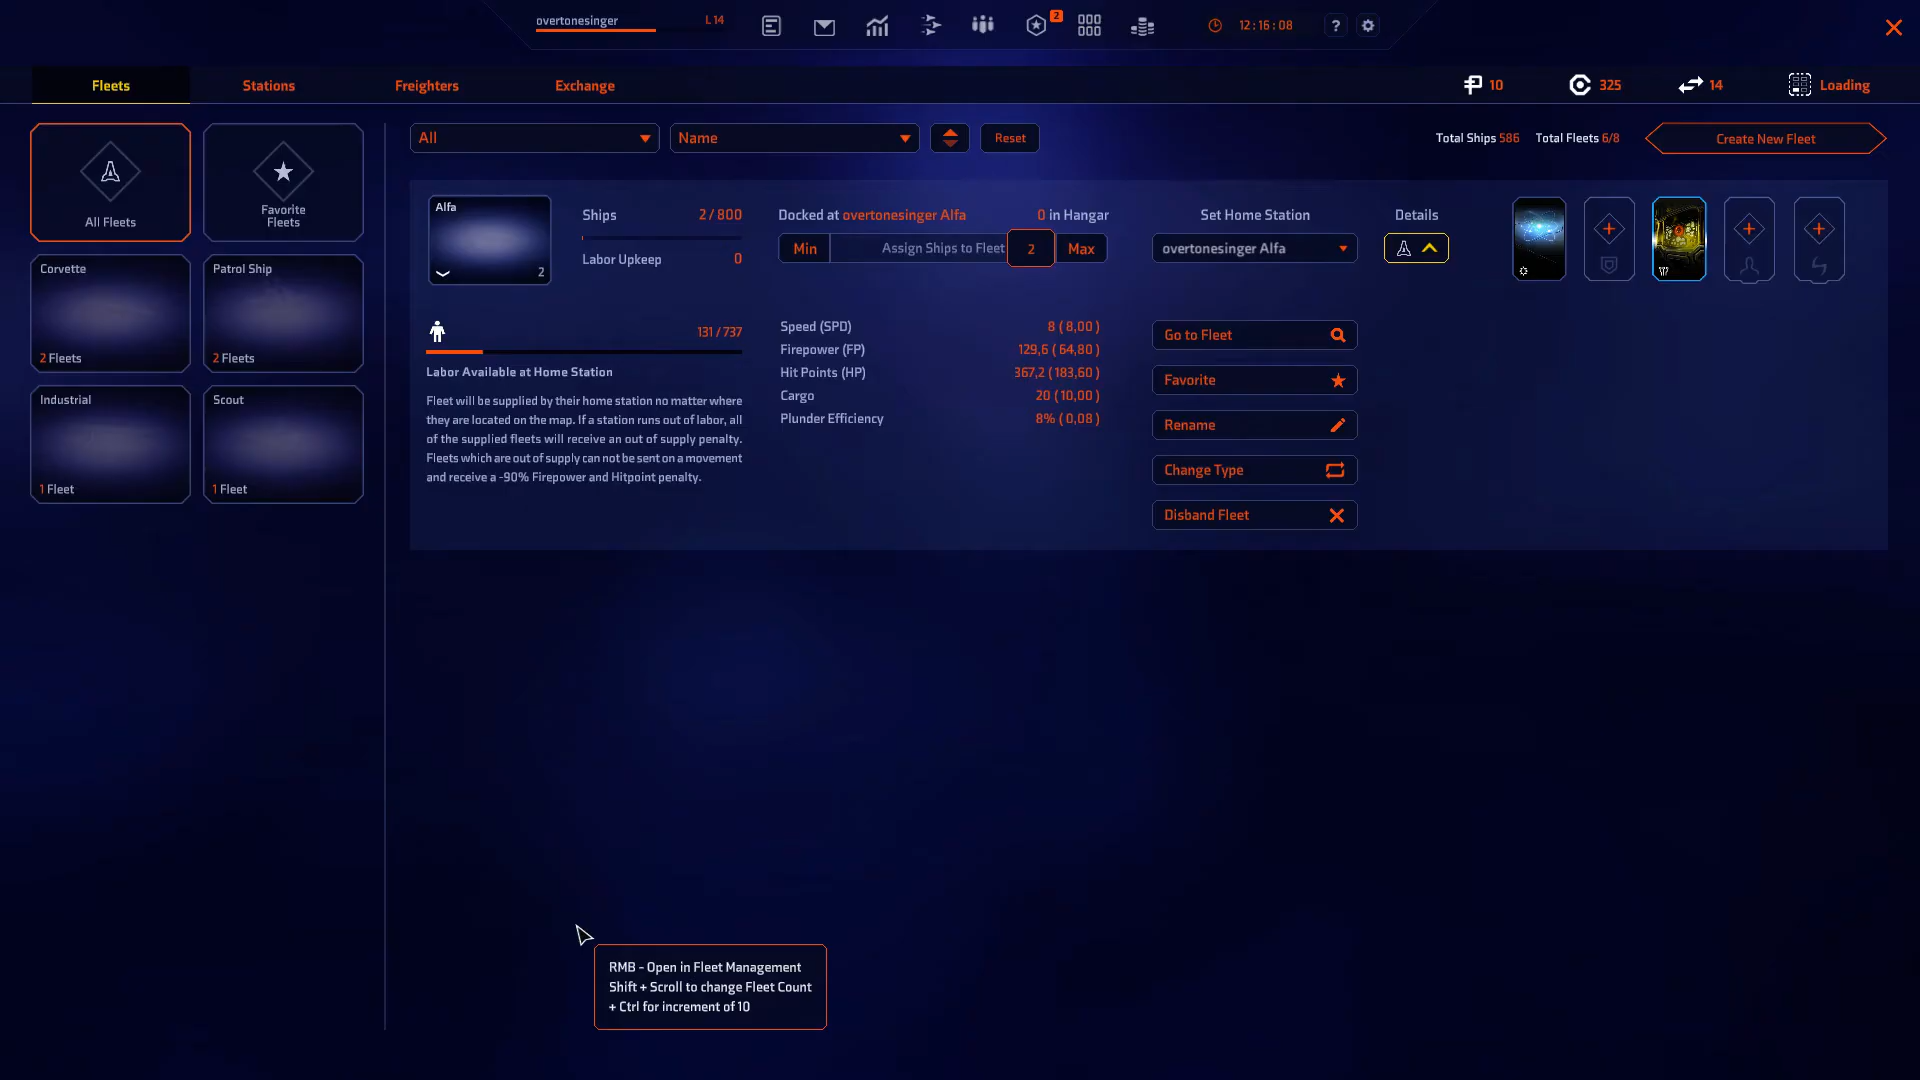 overtonesinger L 14
2
12:16:08
?
Fleets Stations Freighters Exchange
10 325 14 Loading
All Fleets
Favorite
Fleets
Corvette
2 Fleets
Patrol Ship
2 Fleets
Industrial
1 Fleet
Scout
1 Fleet
All
Name
Reset
Total Ships 586 Total Fleets 6/8
Create New Fleet
Alfa
2
Ships 2 / 800
Labor Upkeep 0
Docked at overtonesinger Alfa 0 in Hangar
Min Assign Ships to Fleet 2 Max
Set Home Station
overtonesinger Alfa
Details
131 / 737
Labor Available at Home Station
Fleet will be supplied by their home station no matter where
they are located on the map. If a station runs out of labor, all
of the supplied fleets will receive an out of supply penalty.
Fleets which are out of supply can not be sent on a movement
and receive a -90% Firepower and Hitpoint penalty.
Speed (SPD) 8 ( 8,00 )
Firepower (FP) 129,6 ( 64,80 )
Hit Points (HP) 367,2 ( 183,60 )
Cargo 20 ( 10,00 )
Plunder Efficiency 8% ( 0,08 )
Go to Fleet
Favorite
Rename
Change Type
Disband Fleet
RMB - Open in Fleet Management
Shift + Scroll to change Fleet Count
+ Ctrl for increment of 10